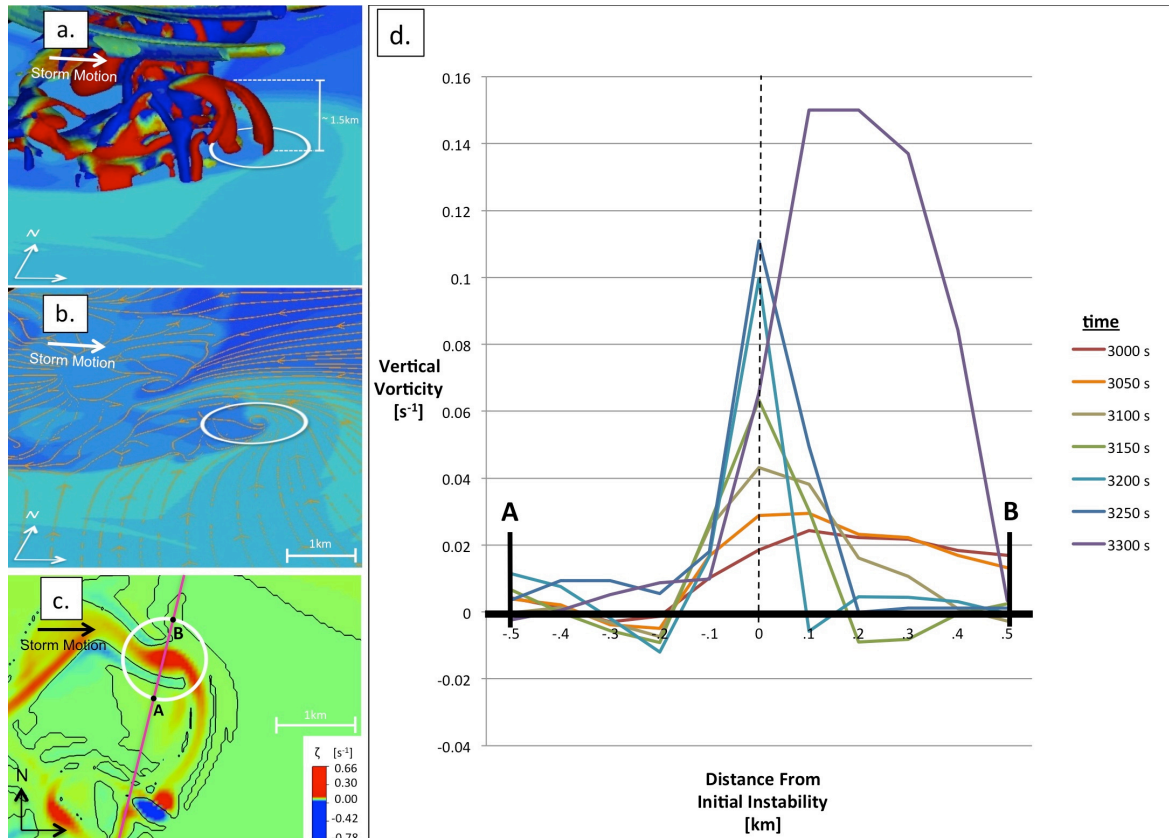 a.
Storm Motion
~ 1.5km
N
b.
Storm Motion
N
1km
c.
Storm Motion
B
A
1km
N
ζ [s-1]
0.66
0.30
0.00
-0.42
-0.78
d.
0.16
0.14
0.12
0.1
0.08
0.06
0.04
0.02
0
-0.02
-0.04
Vertical
Vorticity
[s-1]
A
B
-.5 -.4 -.3 -.2 -.1 0 .1 .2 .3 .4 .5
Distance From
Initial Instability
[km]
time
3000 s
3050 s
3100 s
3150 s
3200 s
3250 s
3300 s